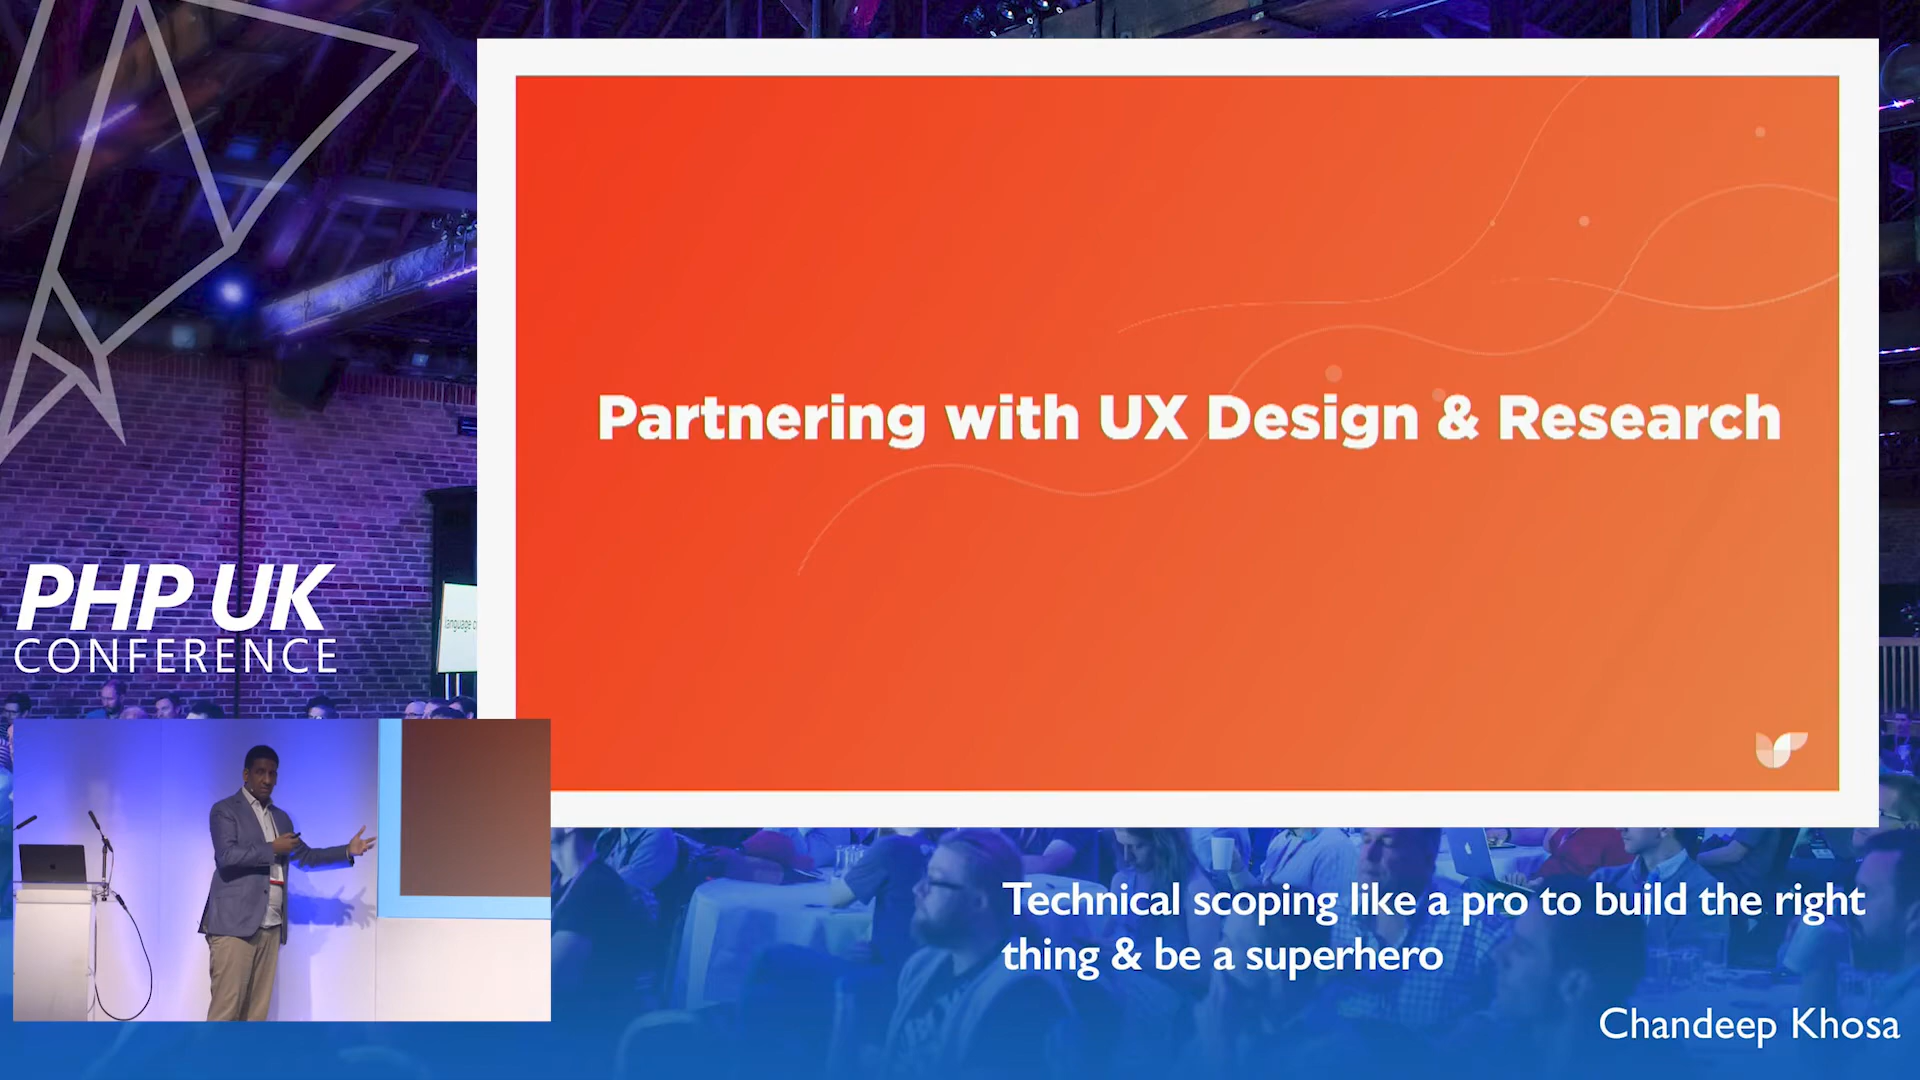 Partnering with UX Design & Research
PHP UK
CONFERENCE
language
Technical scoping like a pro to build the right
thing & be a superhero
Chandeep Khosa